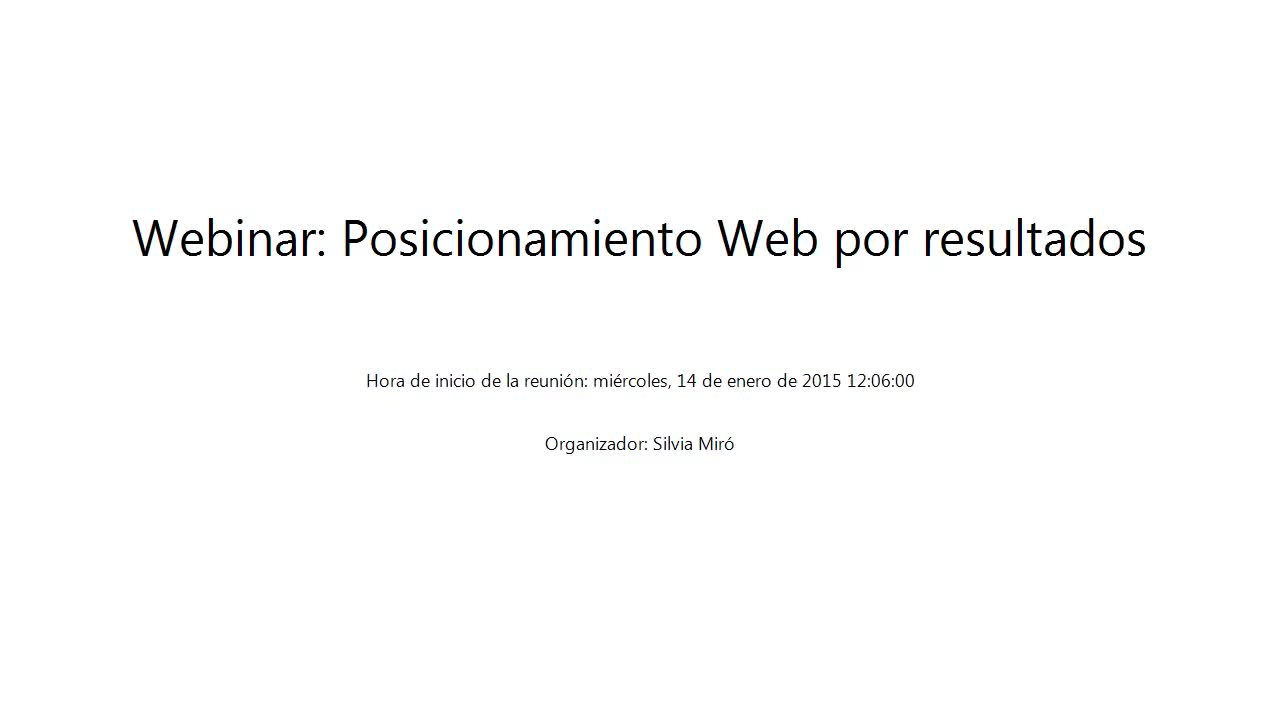 Webinar: Posicionamiento Web por resultados
Hora de inicio de la reunión: miércoles, 14 de enero de 2015 12:06:00
Organizador: Silvia Miró